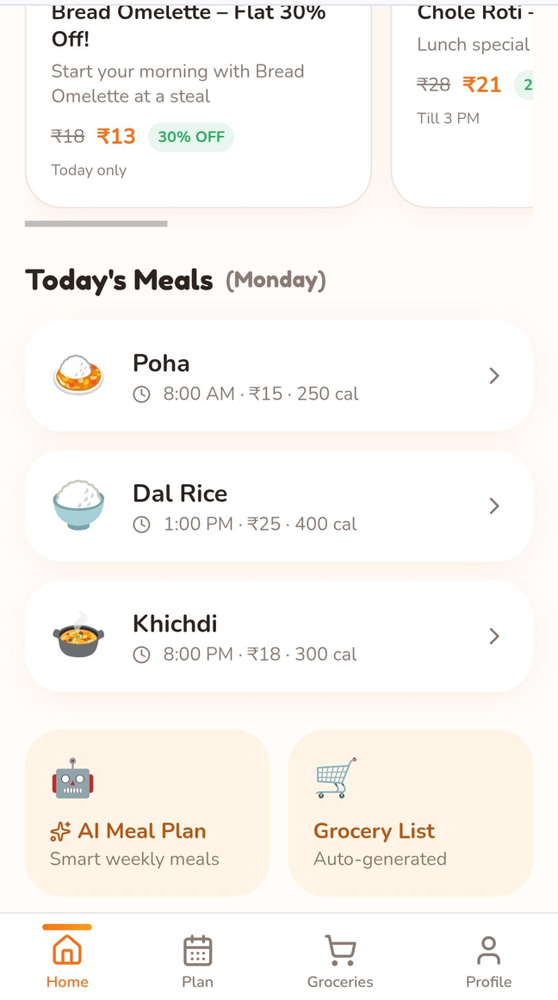 Bread Omelette – Flat 30%
Off!
Start your morning with Bread
Omelette at a steal
₹18 ₹13 30% OFF
Today only
Chole Roti -
Lunch special
₹28 ₹21 2
Till 3 PM
Today's Meals (Monday)
Poha
8:00 AM · ₹15 · 250 cal
Dal Rice
1:00 PM · ₹25 · 400 cal
Khichdi
8:00 PM · ₹18 · 300 cal
AI Meal Plan
Smart weekly meals
Grocery List
Auto-generated
Home
Plan
Groceries
Profile